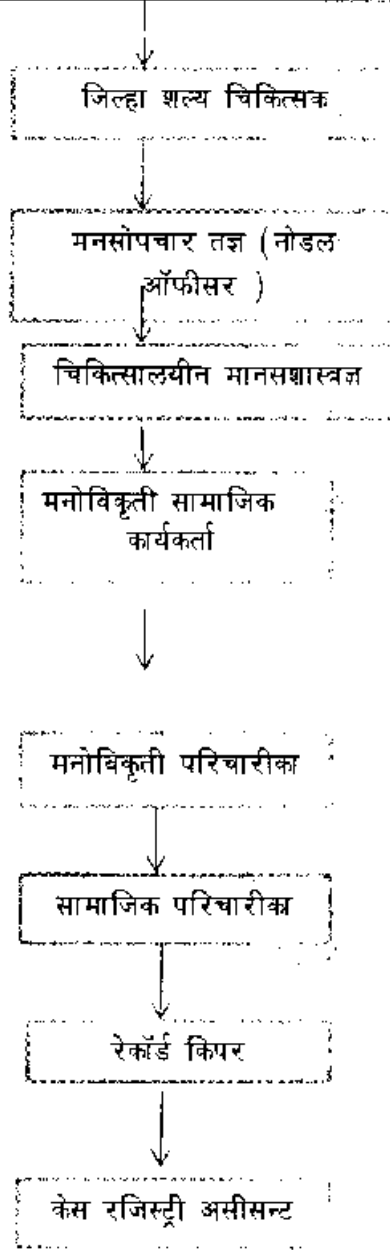 जिल्हा शल्य चिकित्सक
मनसोपचार तज्ञ (नोडल
ऑफीसर )
चिकित्सालयीन मानसशास्त्रज्ञ
मनोविकृती सामाजिक
कार्यकर्ता
मनोविकृती परिचारीका
सामाजिक परिचारीका
रेकॉर्ड किपर
केस रजिस्ट्री असीसन्ट